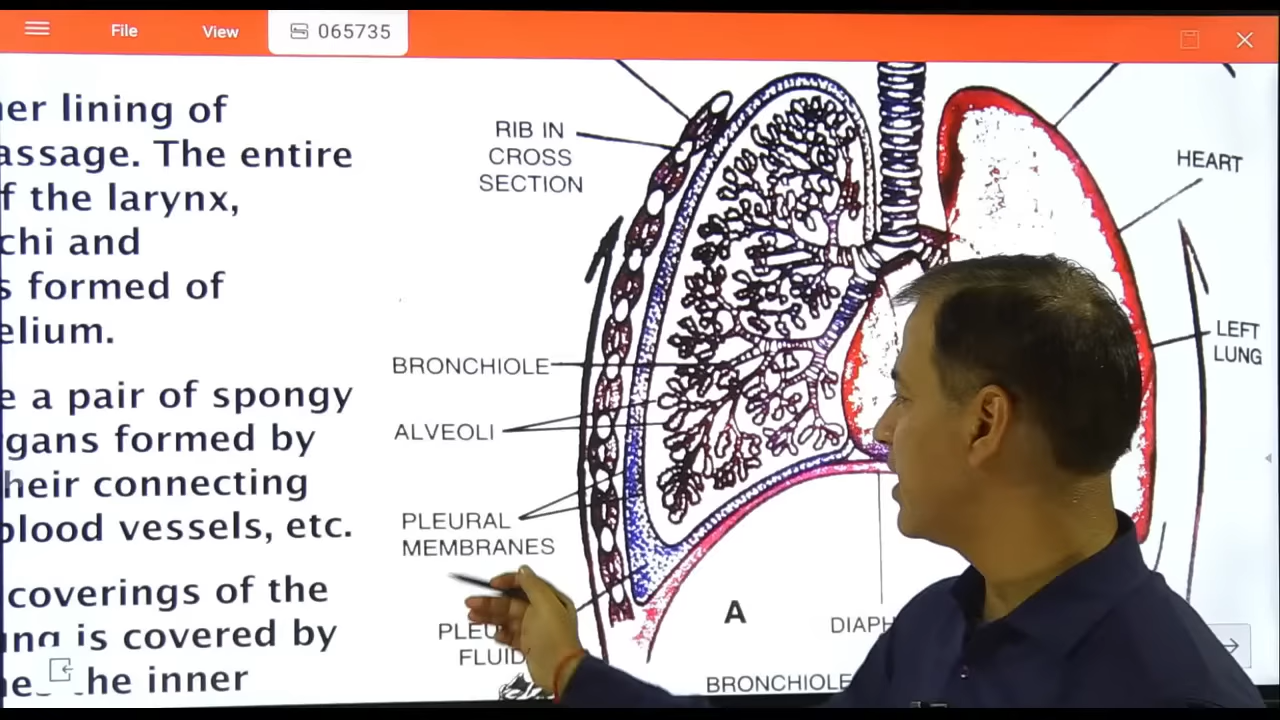 File
View
065735
er lining of
assage. The entire
f the larynx,
chi and
s formed of
elium.
e a pair of spongy
gans formed by
heir connecting
blood vessels, etc.
coverings of the
ung is covered by
he inner
RIB IN
CROSS
SECTION
BRONCHIOLE
ALVEOLI
PLEURAL
MEMBRANES
PLEU
FLUID
HEART
LEFT
LUNG
A
DIAPH
BRONCHIOLE